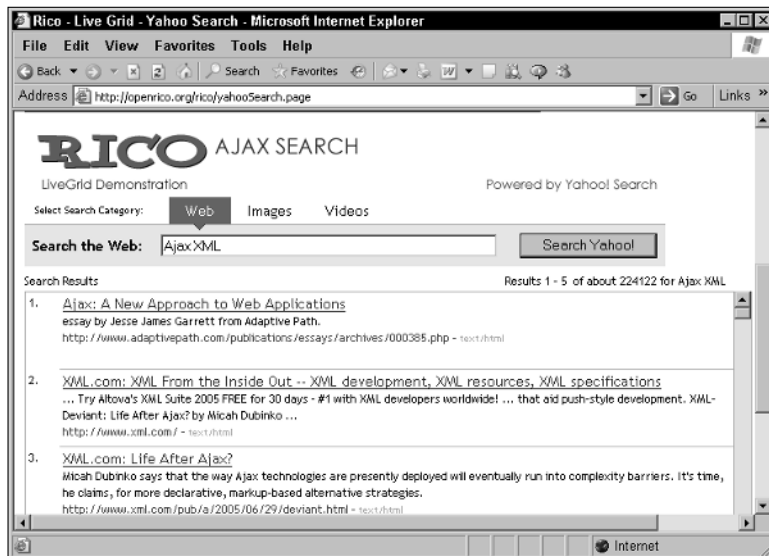 Rico - Live Grid - Yahoo Search - Microsoft Internet Explorer
File Edit View Favorites Tools Help
Back Search Favorites
Address http://openrico.org/rico/yahooSearch.page Go Links »
RICO AJAX SEARCH
LiveGrid Demonstration Powered by Yahoo! Search
Select Search Category: Web Images Videos
Search the Web: Ajax XML Search Yahoo!
Search Results Results 1 - 5 of about 224122 for Ajax XML
1. Ajax: A New Approach to Web Applications
essay by Jesse James Garrett from Adaptive Path.
http://www.adaptivepath.com/publications/essays/archives/000385.php - text/html
2. XML.com: XML From the Inside Out -- XML development, XML resources, XML specifications
... Try Altova's XML Suite 2005 FREE for 30 days - #1 with XML developers worldwide! ... that aid push-style development. XML-
Deviant: Life After Ajax? by Micah Dubinko ...
http://www.xml.com/ - text/html
3. XML.com: Life After Ajax?
Micah Dubinko says that the way Ajax technologies are presently deployed will eventually run into complexity barriers. It's time,
he claims, for more declarative, markup-based alternative strategies.
http://www.xml.com/pub/a/2005/06/29/deviant.html - text/html
Internet